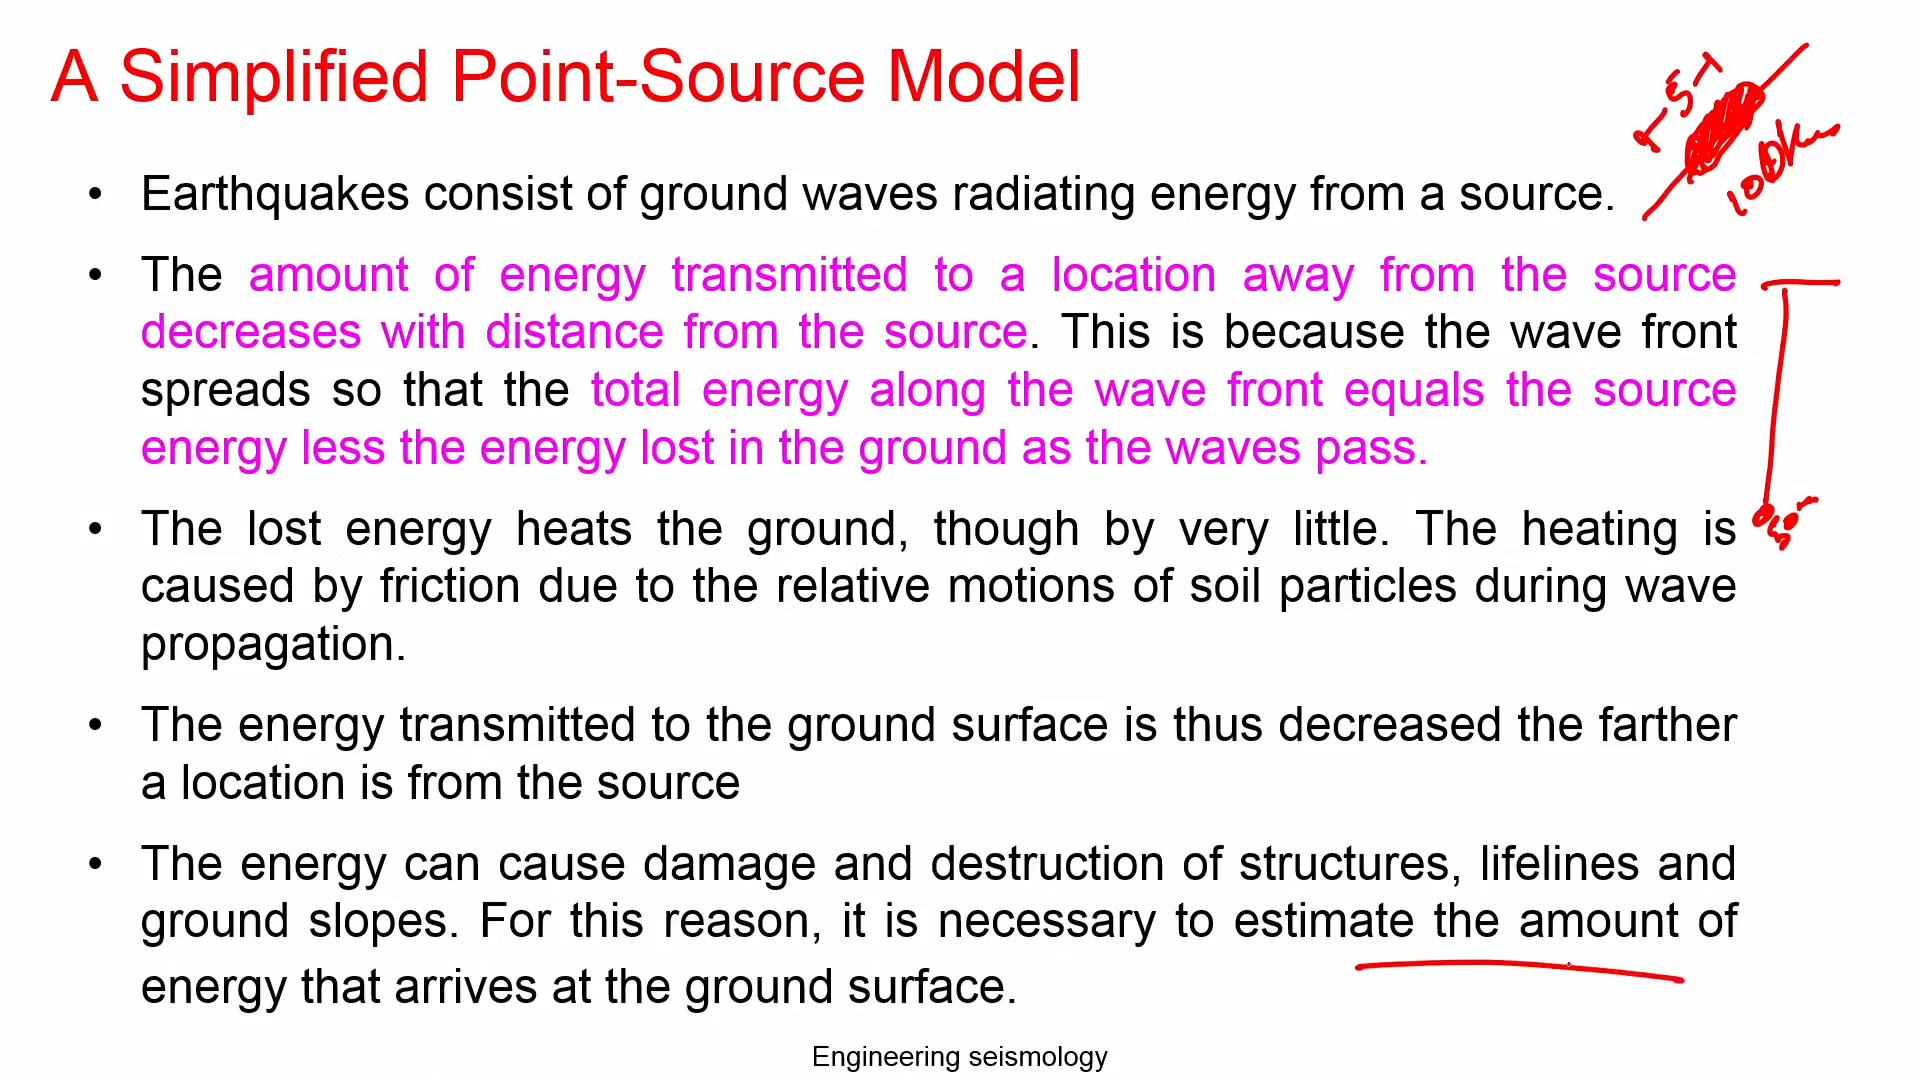 A Simplified Point-Source Model
• Earthquakes consist of ground waves radiating energy from a source.
100km
• The amount of energy transmitted to a location away from the source
decreases with distance from the source. This is because the wave front
spreads so that the total energy along the wave front equals the source
energy less the energy lost in the ground as the waves pass.
• The lost energy heats the ground, though by very little. The heating is
caused by friction due to the relative motions of soil particles during wave
propagation.
• The energy transmitted to the ground surface is thus decreased the farther
a location is from the source
• The energy can cause damage and destruction of structures, lifelines and
ground slopes. For this reason, it is necessary to estimate the amount of
energy that arrives at the ground surface.
Engineering seismology